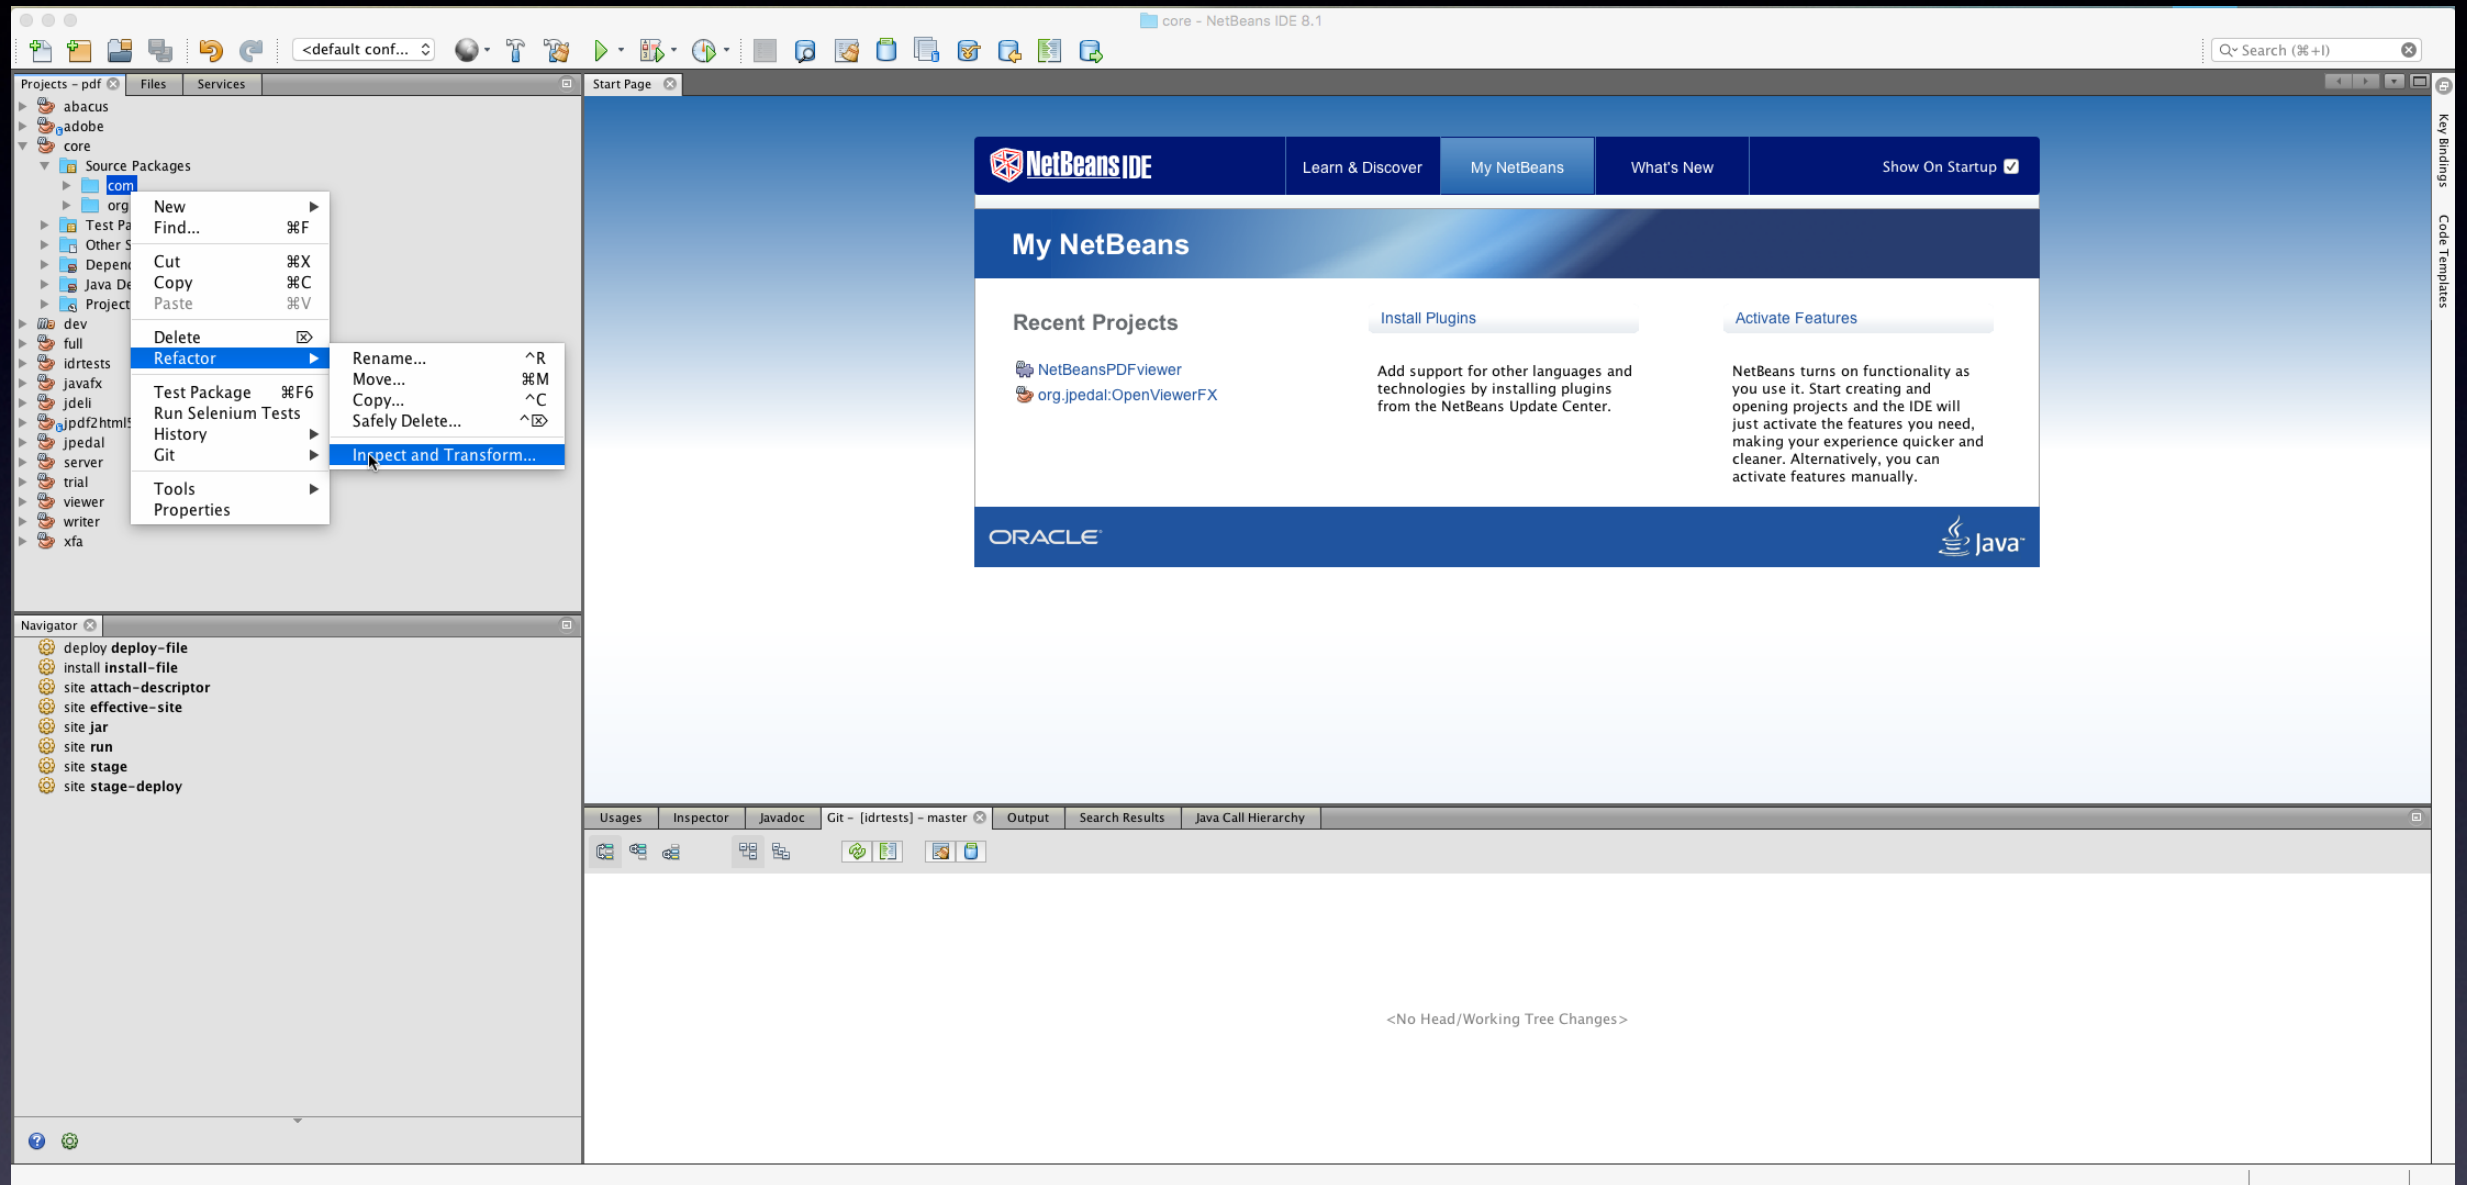 core - NetBeans IDE 8.1
<default conf...
Search (⌘+I)
Projects – pdf
Files
Services
abacus
adobe
core
Source Packages
com
org
Test Pa
Other S
Depend
Java De
Project
dev
full
idrtests
javafx
jdeli
jpdf2html5
jpedal
server
trial
viewer
writer
xfa
New
Find... ⌘F
Cut ⌘X
Copy ⌘C
Paste ⌘V
Delete ⌦
Refactor
Test Package ⌘F6
Run Selenium Tests
History
Git
Tools
Properties
Rename... ^R
Move... ⌘M
Copy... ^C
Safely Delete... ^⌦
Inspect and Transform...
Navigator
deploy deploy-file
install install-file
site attach-descriptor
site effective-site
site jar
site run
site stage
site stage-deploy
Start Page
NetBeans IDE
Learn & Discover
My NetBeans
What's New
Show On Startup
My NetBeans
Recent Projects
NetBeansPDFviewer
org.jpedal:OpenViewerFX
Install Plugins
Add support for other languages and
technologies by installing plugins
from the NetBeans Update Center.
Activate Features
NetBeans turns on functionality as
you use it. Start creating and
opening projects and the IDE will
just activate the features you need,
making your experience quicker and
cleaner. Alternatively, you can
activate features manually.
ORACLE
Java
Usages
Inspector
Javadoc
Git – [idrtests] – master
Output
Search Results
Java Call Hierarchy
<No Head/Working Tree Changes>
Key Bindings
Code Templates